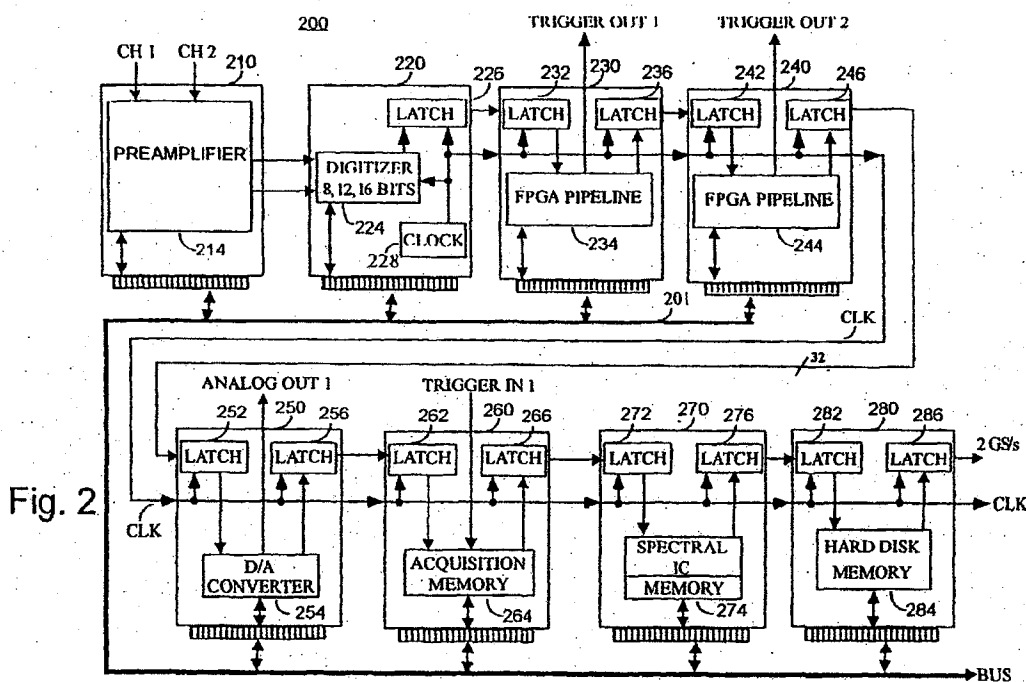 200
TRIGGER OUT 1
TRIGGER OUT 2
CH 1
CH 2
210
220
226
232
230
236
242
240
246
LATCH
LATCH
LATCH
LATCH
LATCH
PREAMPLIFIER
DIGITIZER
8, 12, 16 BITS
224
CLOCK
228
FPGA PIPELINE
234
FPGA PIPELINE
244
214
201
CLK
32
ANALOG OUT 1
TRIGGER IN 1
252
250
256
262
260
266
272
270
276
282
280
286
LATCH
LATCH
LATCH
LATCH
LATCH
LATCH
LATCH
LATCH
2 GS/s
Fig. 2
CLK
CLK
D/A
CONVERTER
254
ACQUISITION
MEMORY
264
SPECTRAL
IC
MEMORY
274
HARD DISK
MEMORY
284
BUS